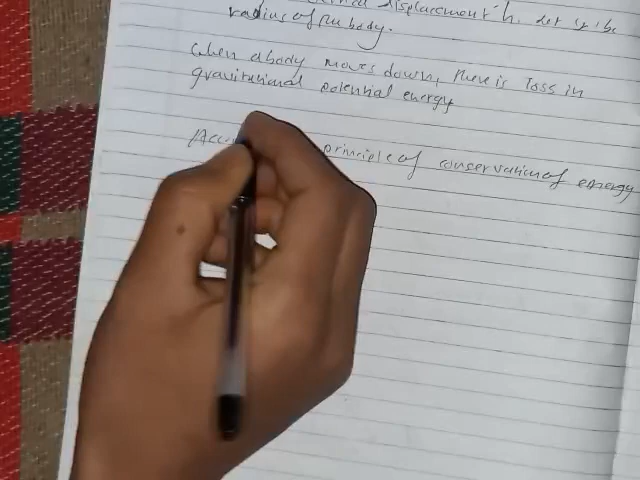 displacement h. Let r be
radius of the body.
when a body moves down, there is loss in
gravitational potential energy
Acco principle of conservation of energy